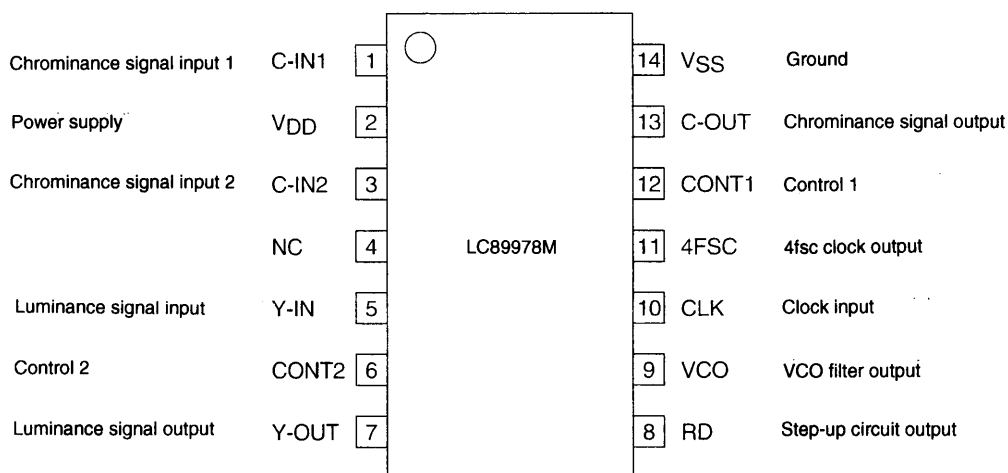 Chrominance signal input 1 C-IN1 1 14 VSS Ground
Power supply VDD 2 13 C-OUT Chrominance signal output
Chrominance signal input 2 C-IN2 3 12 CONT1 Control 1
NC 4 LC89978M 11 4FSC 4fsc clock output
Luminance signal input Y-IN 5 10 CLK Clock input
Control 2 CONT2 6 9 VCO VCO filter output
Luminance signal output Y-OUT 7 8 RD Step-up circuit output